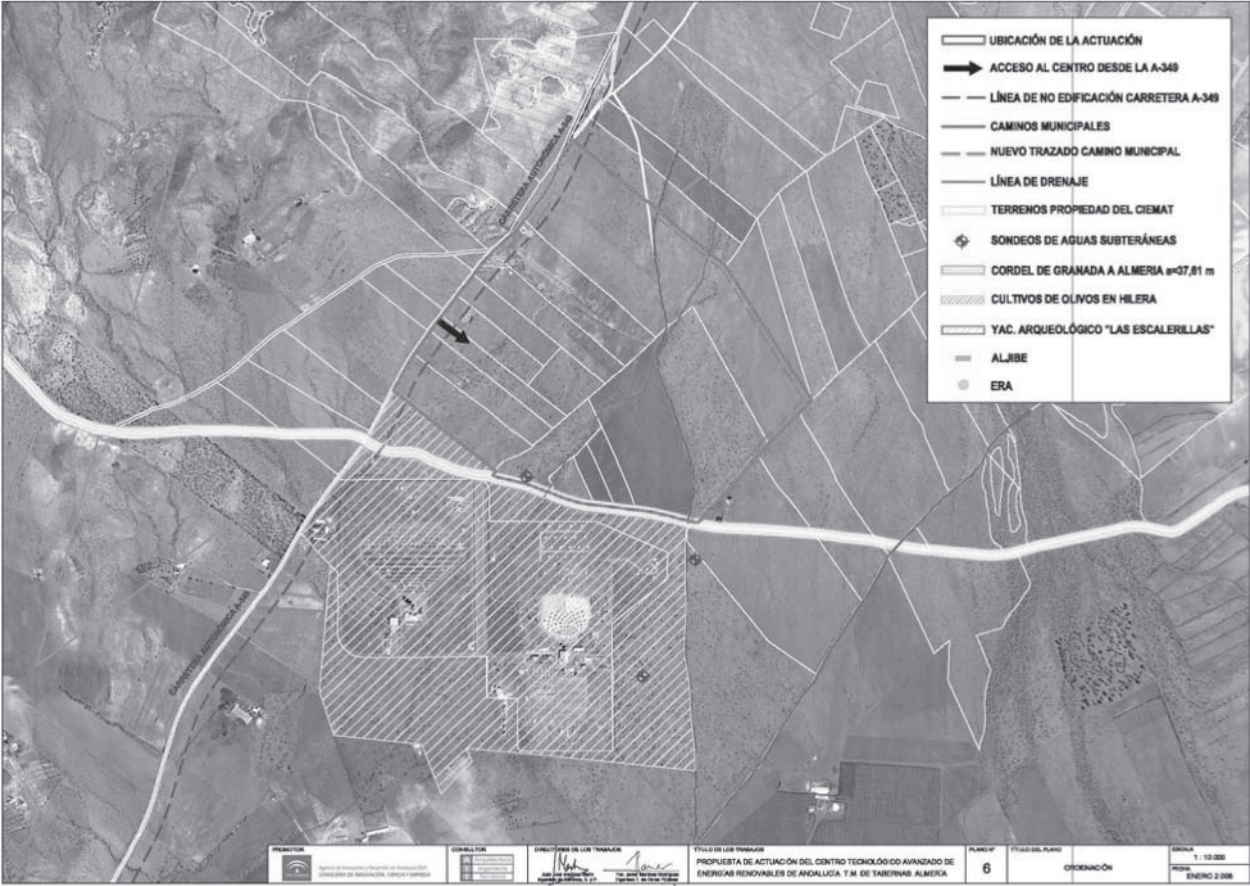 UBICACIÓN DE LA ACTUACIÓN
ACCESO AL CENTRO DESDE LA A-349
LÍNEA DE NO EDIFICACIÓN CARRETERA A-349
CAMINOS MUNICIPALES
NUEVO TRAZADO CAMINO MUNICIPAL
LÍNEA DE DRENAJE
TERRENOS PROPIEDAD DEL CIEMAT
SONDEOS DE AGUAS SUBTERÁNEAS
CORDEL DE GRANADA A ALMERIA a=37,61 m
CULTIVOS DE OLIVOS EN HILERA
YAC. ARQUEOLÓGICO "LAS ESCALERILLAS"
ALJIBE
ERA
CARRETERA AUTONÓMICA A-349
CARRETERA AUTONÓMICA A-349
PROMOTOR
CONSULTOR
DIRECTORES DE LOS TRABAJOS
TÍTULO DE LOS TRABAJOS
PROPUESTA DE ACTUACIÓN DEL CENTRO TECNOLÓGICO AVANZADO DE
ENERGÍAS RENOVABLES DE ANDALUCÍA. T.M. DE TABERNAS. ALMERÍA
PLANO Nº
6
TÍTULO DEL PLANO
ORDENACIÓN
ESCALA
1 : 10.000
FECHA
ENERO 2.008